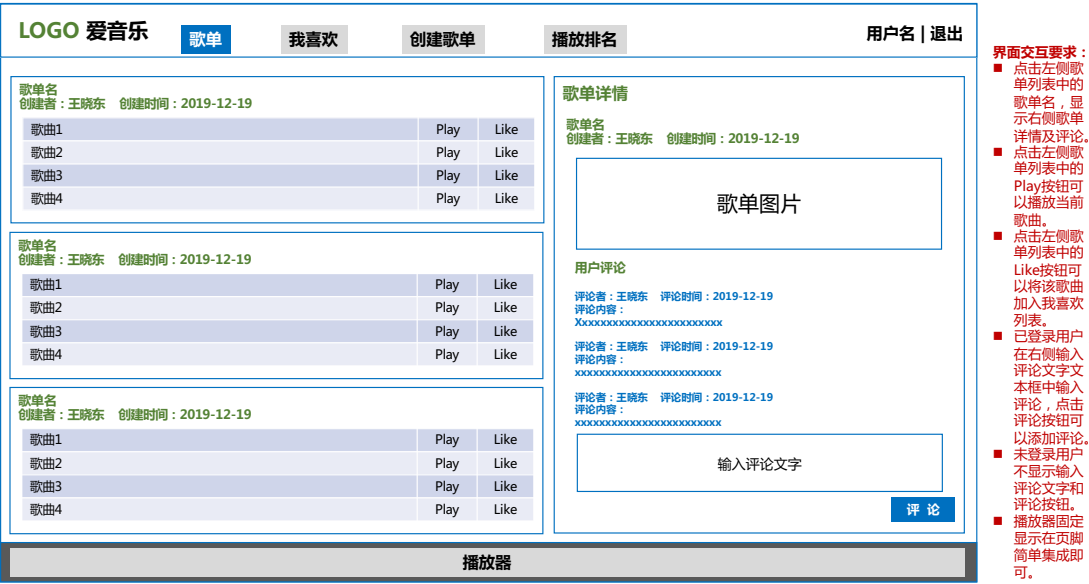 LOGO 爱音乐
歌单
我喜欢
创建歌单
播放排名
用户名 | 退出
歌单名
创建者：王晓东 创建时间：2019-12-19
歌曲1 Play Like
歌曲2 Play Like
歌曲3 Play Like
歌曲4 Play Like
歌单名
创建者：王晓东 创建时间：2019-12-19
歌曲1 Play Like
歌曲2 Play Like
歌曲3 Play Like
歌曲4 Play Like
歌单名
创建者：王晓东 创建时间：2019-12-19
歌曲1 Play Like
歌曲2 Play Like
歌曲3 Play Like
歌曲4 Play Like
歌单详情
歌单名
创建者：王晓东 创建时间：2019-12-19
歌单图片
用户评论
评论者：王晓东 评论时间：2019-12-19
评论内容：
Xxxxxxxxxxxxxxxxxxxxxxxx
评论者：王晓东 评论时间：2019-12-19
评论内容：
xxxxxxxxxxxxxxxxxxxxxxxx
评论者：王晓东 评论时间：2019-12-19
评论内容：
xxxxxxxxxxxxxxxxxxxxxxxx
输入评论文字
评 论
播放器
界面交互要求：
■ 点击左侧歌
单列表中的
歌单名，显
示右侧歌单
详情及评论。
■ 点击左侧歌
单列表中的
Play按钮可
以播放当前
歌曲。
■ 点击左侧歌
单列表中的
Like按钮可
以将该歌曲
加入我喜欢
列表。
■ 已登录用户
在右侧输入
评论文字文
本框中输入
评论，点击
评论按钮可
以添加评论。
■ 未登录用户
不显示输入
评论文字和
评论按钮。
■ 播放器固定
显示在页脚
简单集成即
可。